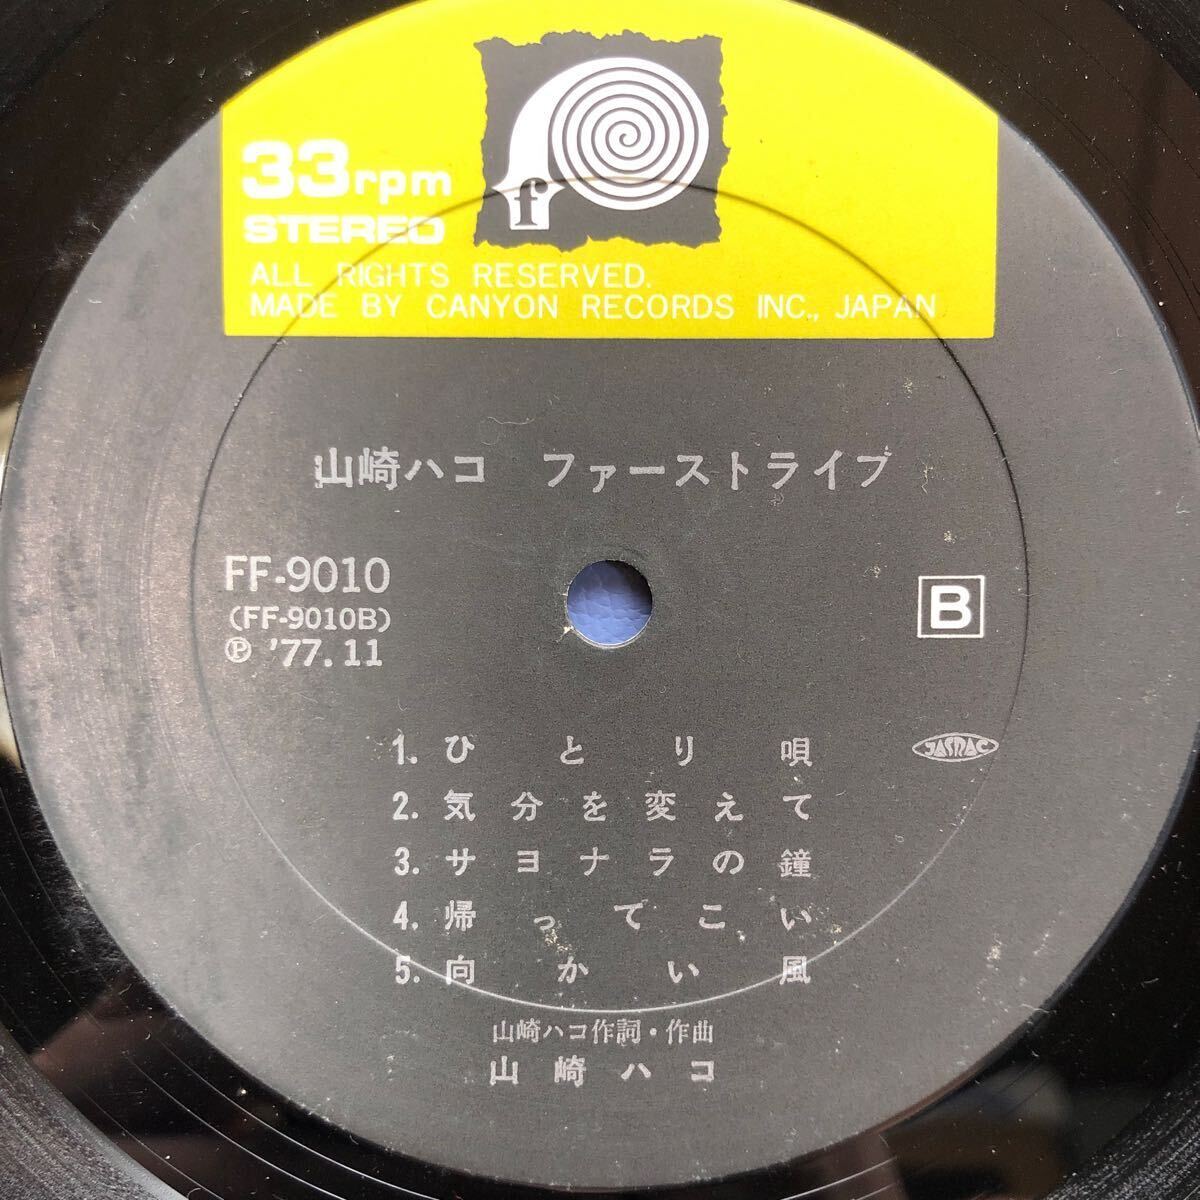 f
33rpm
STEREO
ALL RIGHTS RESERVED.
MADE BY CANYON RECORDS INC., JAPAN
山崎ハコ ファーストライブ
FF-9010
(FF-9010B)
Ⓟ '77.11
B
JASRAC
1. ひとり唄
2. 気分を変えて
3. サヨナラの鐘
4. 帰ってこい
5. 向かい風
山崎ハコ作詞・作曲
山崎ハコ